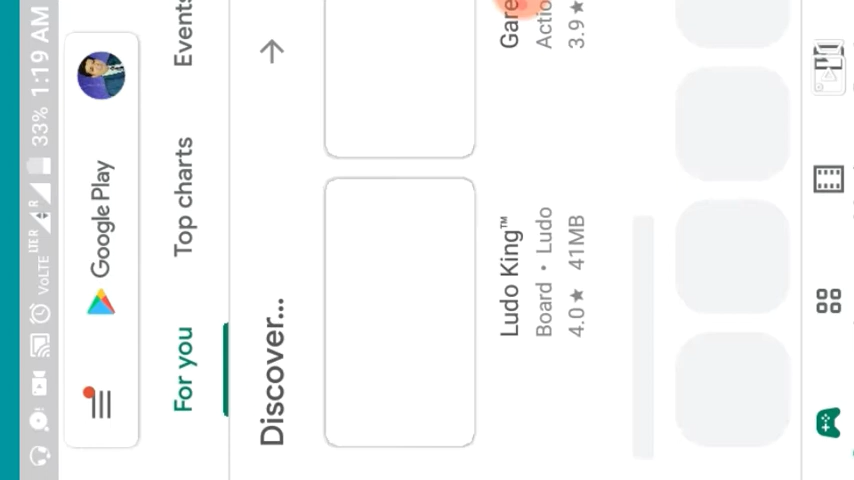 VoLTE LTE R 33% 1:19 AM
Google Play
For you Top charts Events
Discover...
Ludo King™
Board • Ludo
4.0★ 41MB
Gare
Actio
3.9★